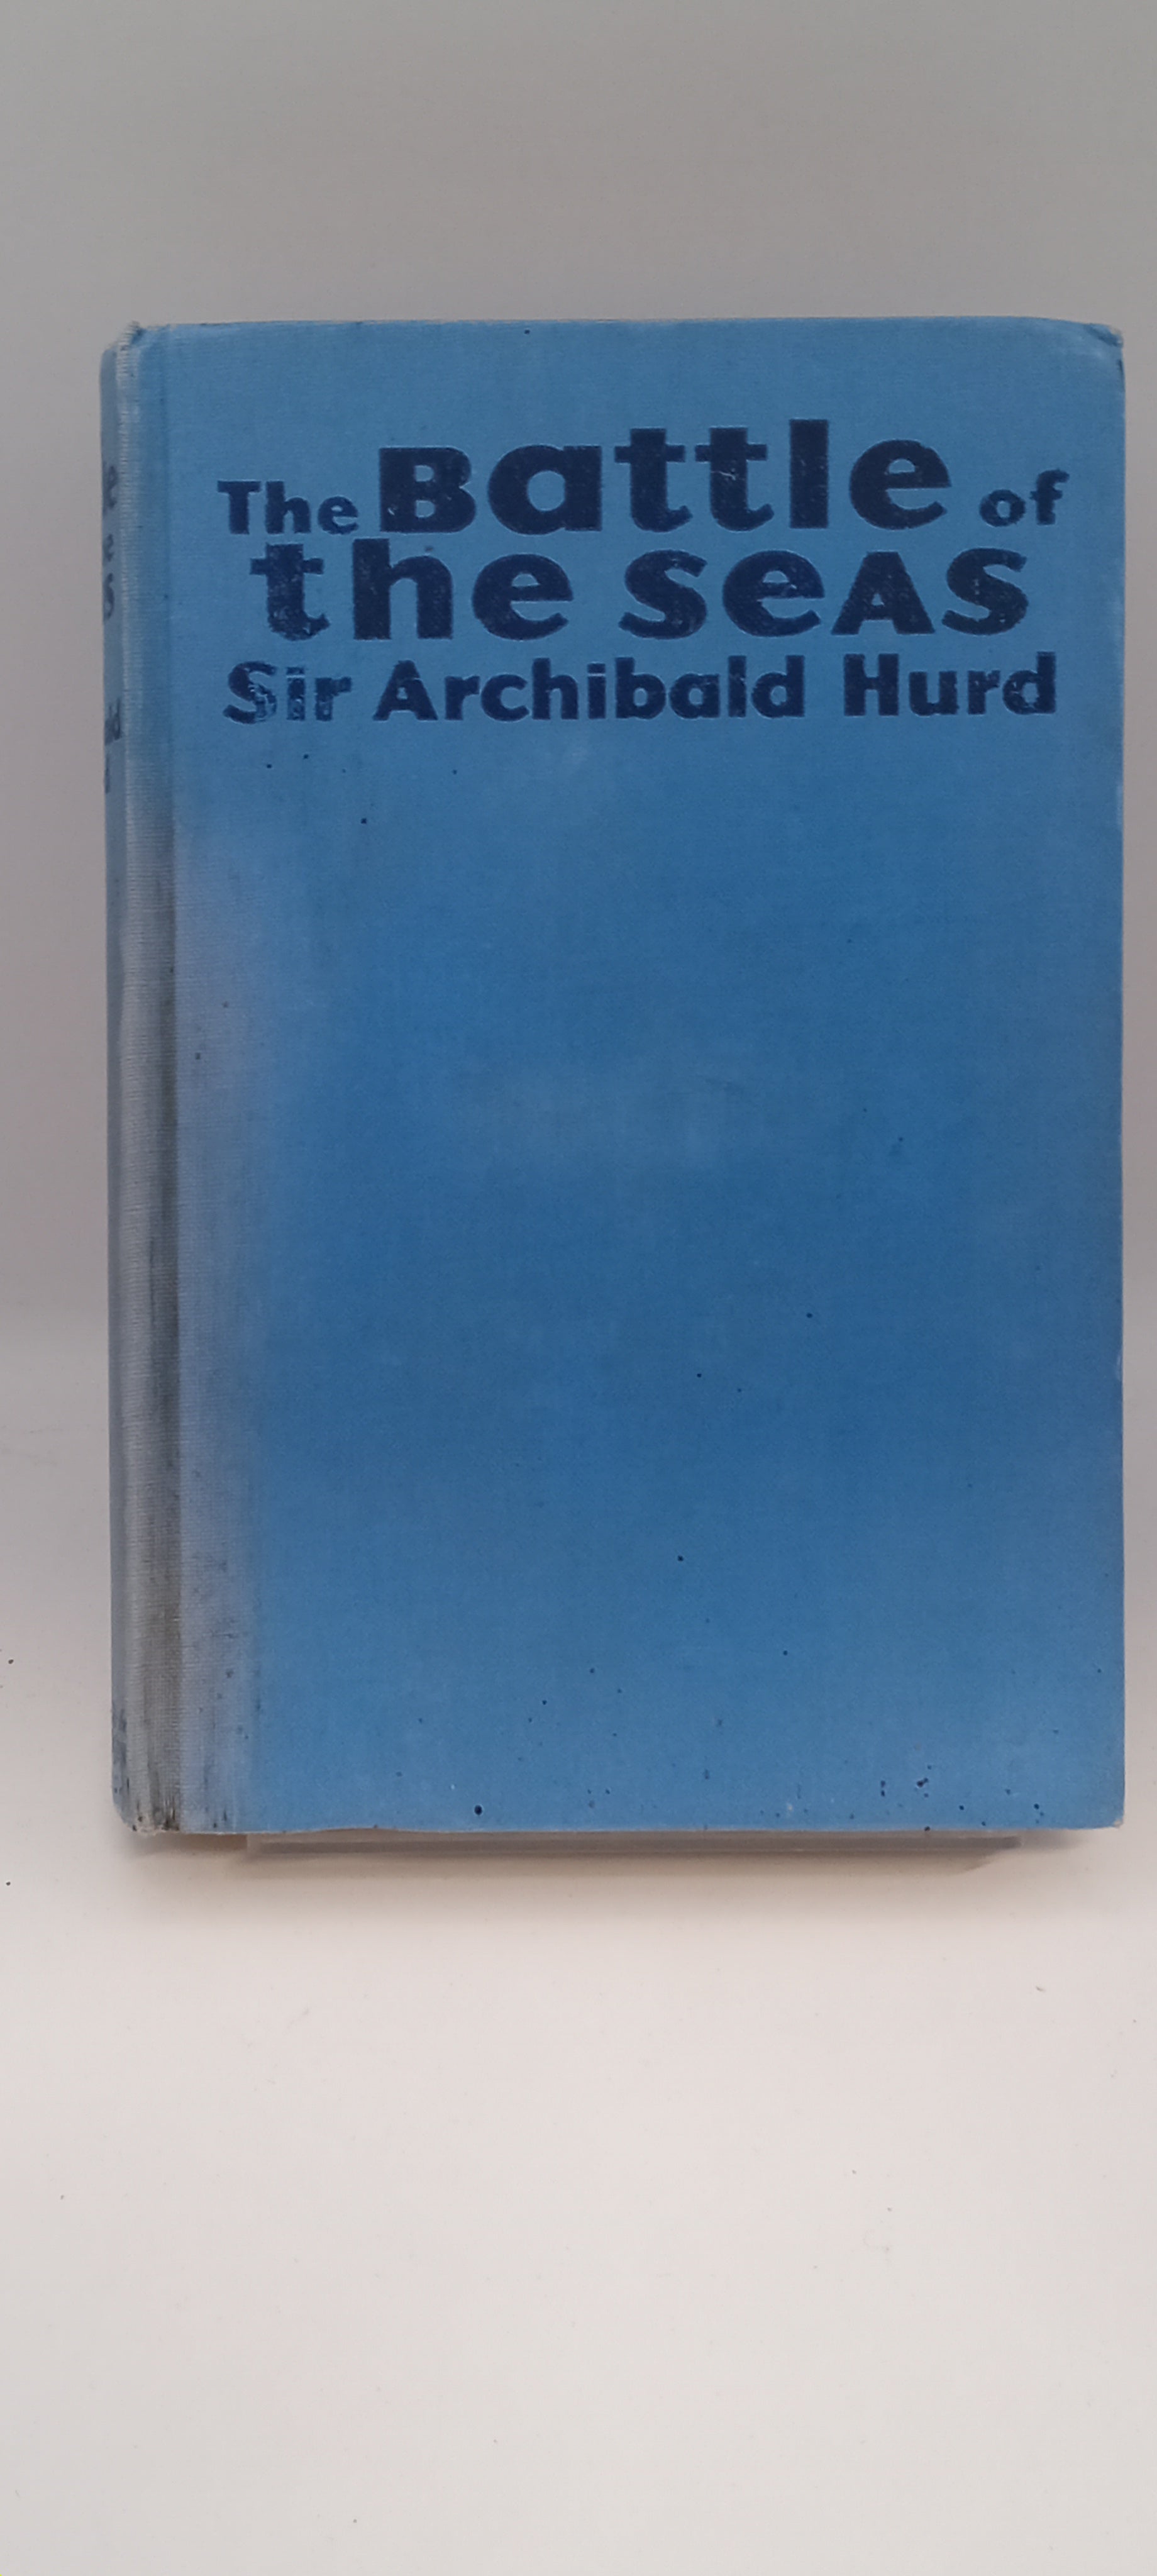 The Battle of
the seAS
Sir Archibald Hurd